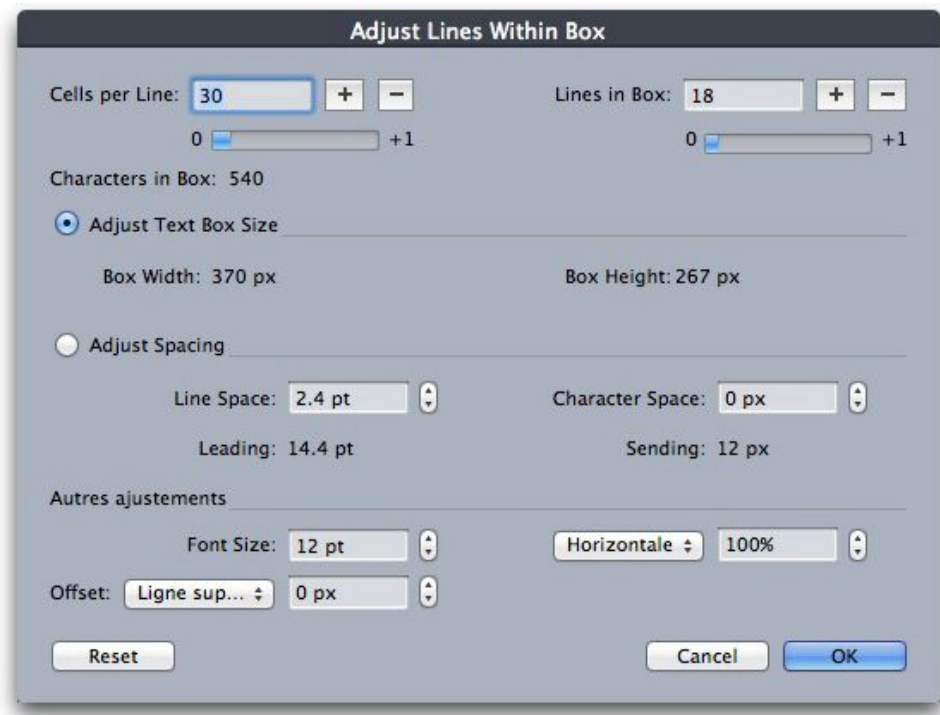 Adjust Lines Within Box
Cells per Line: 30 + − Lines in Box: 18 + −
0 +1 0 +1
Characters in Box: 540
Adjust Text Box Size
Box Width: 370 px Box Height: 267 px
Adjust Spacing
Line Space: 2.4 pt Character Space: 0 px
Leading: 14.4 pt Sending: 12 px
Autres ajustements
Font Size: 12 pt Horizontale 100%
Offset: Ligne sup... 0 px
Reset Cancel OK